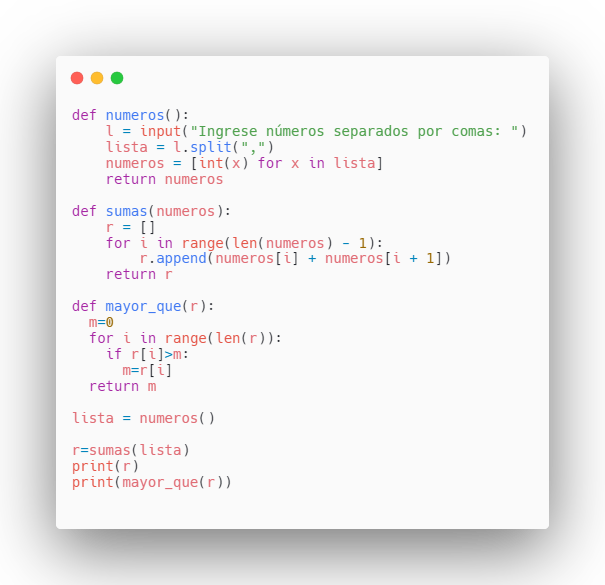 def numeros():
    l = input("Ingrese números separados por comas: ")
    lista = l.split(",")
    numeros = [int(x) for x in lista]
    return numeros

def sumas(numeros):
    r = []
    for i in range(len(numeros) - 1):
        r.append(numeros[i] + numeros[i + 1])
    return r

def mayor_que(r):
  m=0
  for i in range(len(r)):
    if r[i]>m:
      m=r[i]
  return m

lista = numeros()

r=sumas(lista)
print(r)
print(mayor_que(r))